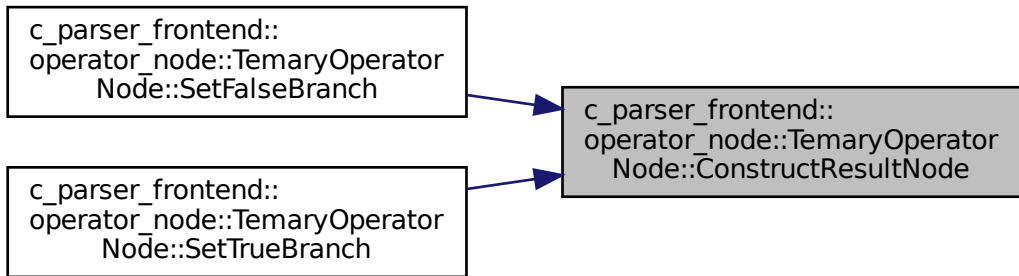 c_parser_frontend::
operator_node::TemaryOperator
Node::SetFalseBranch
c_parser_frontend::
operator_node::TemaryOperator
Node::ConstructResultNode
c_parser_frontend::
operator_node::TemaryOperator
Node::SetTrueBranch